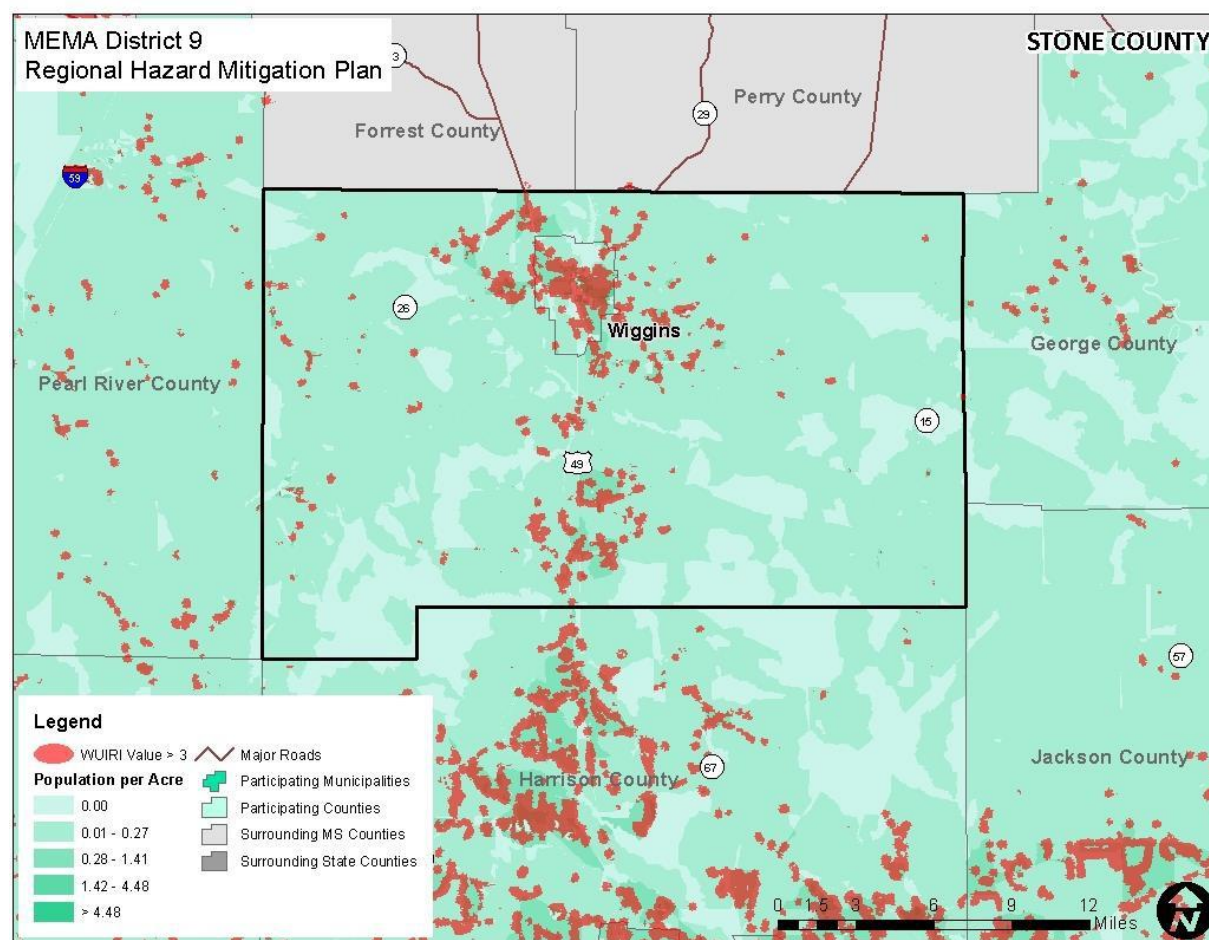 MEMA District 9
Regional Hazard Mitigation Plan
STONE COUNTY
3
Perry County
29
Forrest County
59
26
Wiggins
George County
Pearl River County
15
49
57
Legend
WUIRI Value > 3
Major Roads
Population per Acre
Participating Municipalities
0.00
Participating Counties
0.01 - 0.27
Surrounding MS Counties
0.28 - 1.41
Surrounding State Counties
1.42 - 4.48
> 4.48
Harrison County
67
Jackson County
0 1.5 3 6 9 12
Miles
N